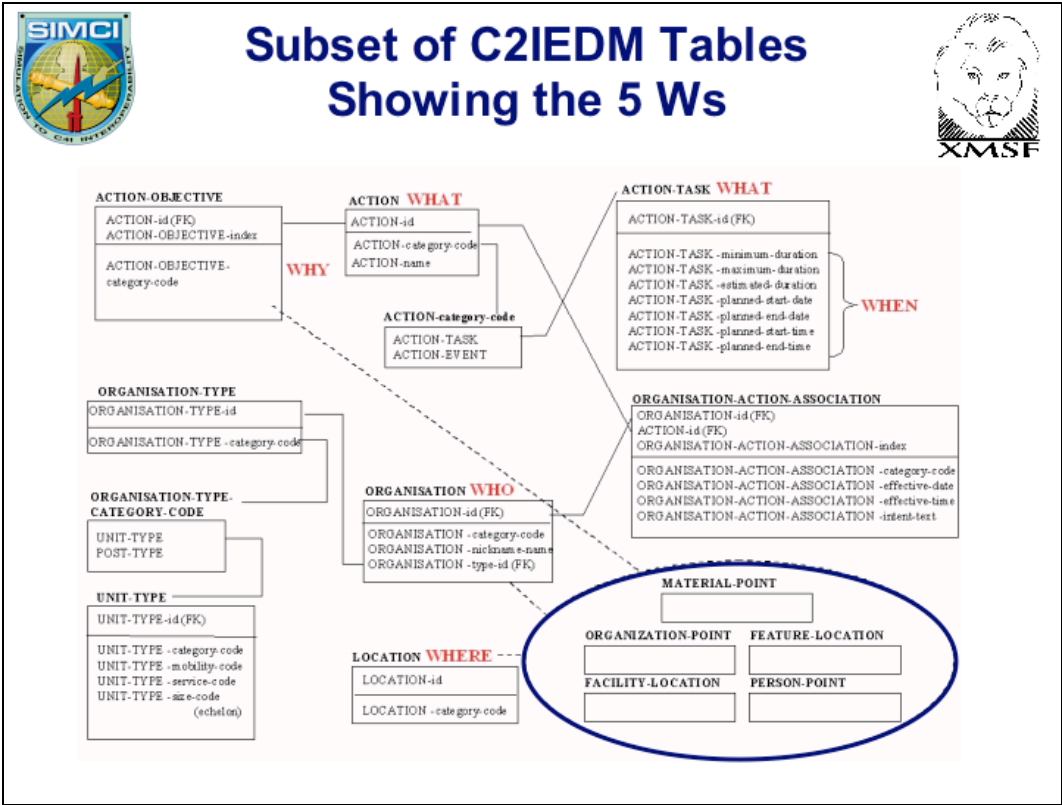 SIMCI
SIMULATION TO C4I INTEROPERABILITY
Subset of C2IEDM Tables
Showing the 5 Ws
XMSF
ACTION-OBJECTIVE
ACTION-id (FK)
ACTION-OBJECTIVE-index
ACTION-OBJECTIVE-
category-code
WHY
ACTION WHAT
ACTION-id
ACTION-category-code
ACTION-name
ACTION-category-code
ACTION-TASK
ACTION-EVENT
ACTION-TASK WHAT
ACTION-TASK-id (FK)
ACTION-TASK -minimum-duration
ACTION-TASK -maximum-duration
ACTION-TASK -estimated-duration
ACTION-TASK -planned-start-date
ACTION-TASK -planned-end-date
ACTION-TASK -planned-start-time
ACTION-TASK -planned-end-time
WHEN
ORGANISATION-TYPE
ORGANISATION-TYPE-id
ORGANISATION-TYPE -category-code
ORGANISATION-TYPE-
CATEGORY-CODE
UNIT-TYPE
POST-TYPE
UNIT-TYPE
UNIT-TYPE-id (FK)
UNIT-TYPE -category-code
UNIT-TYPE -mobility-code
UNIT-TYPE -service-code
UNIT-TYPE -size-code
(echelon)
ORGANISATION WHO
ORGANISATION-id (FK)
ORGANISATION -category-code
ORGANISATION -nickname-name
ORGANISATION -type-id (FK)
ORGANISATION-ACTION-ASSOCIATION
ORGANISATION-id (FK)
ACTION-id (FK)
ORGANISATION-ACTION-ASSOCIATION-index
ORGANISATION-ACTION-ASSOCIATION -category-code
ORGANISATION-ACTION-ASSOCIATION -effective-date
ORGANISATION-ACTION-ASSOCIATION -effective-time
ORGANISATION-ACTION-ASSOCIATION -intent-text
LOCATION WHERE
LOCATION-id
LOCATION -category-code
MATERIAL-POINT
ORGANIZATION-POINT FEATURE-LOCATION
FACILITY-LOCATION PERSON-POINT